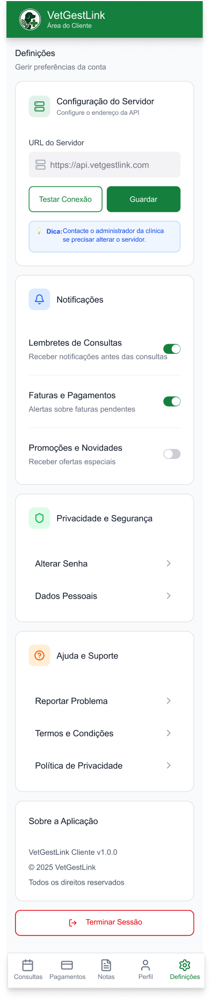 VetGestLink
Área do Cliente
Definições
Gerir preferências da conta
Configuração do Servidor
Configure o endereço da API
URL do Servidor
https://api.vetgestlink.com
Testar Conexão
Guardar
Dica: Contacte o administrador da clínica
se precisar alterar o servidor.
Notificações
Lembretes de Consultas
Receber notificações antes das consultas
Faturas e Pagamentos
Alertas sobre faturas pendentes
Promoções e Novidades
Receber ofertas especiais
Privacidade e Segurança
Alterar Senha
Dados Pessoais
Ajuda e Suporte
Reportar Problema
Termos e Condições
Política de Privacidade
Sobre a Aplicação
VetGestLink Cliente v1.0.0
© 2025 VetGestLink
Todos os direitos reservados
Terminar Sessão
Consultas Pagamentos Notas Perfil Definições